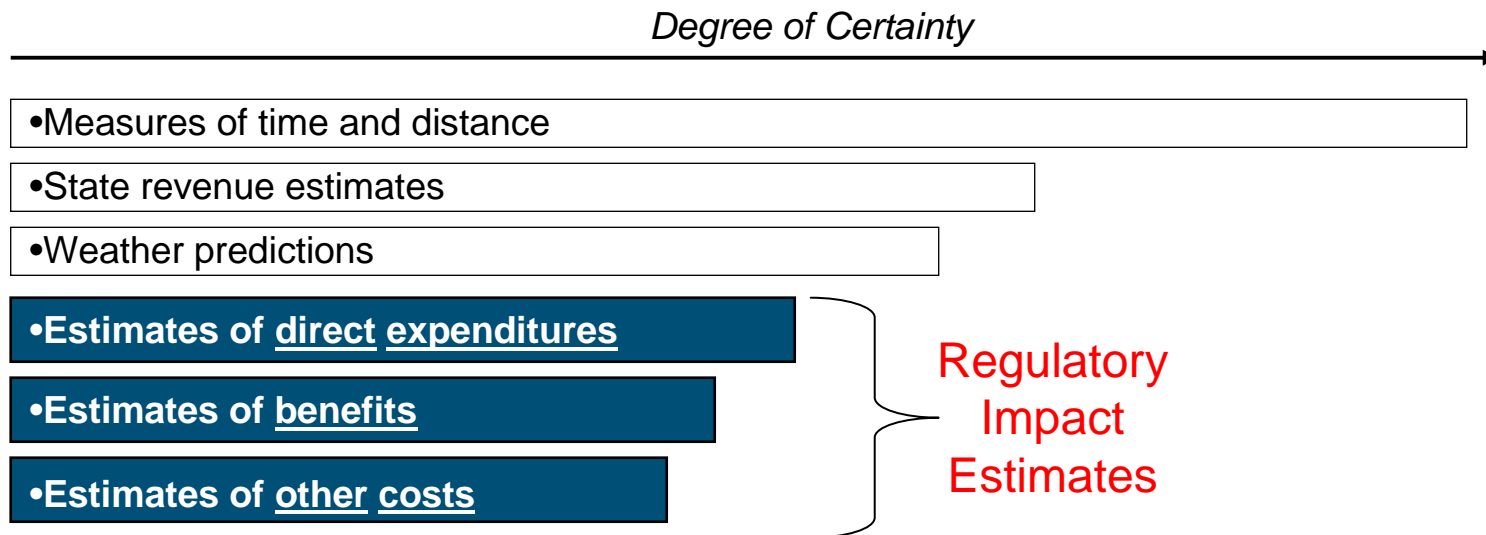 Degree of Certainty
•Measures of time and distance
•State revenue estimates
•Weather predictions
•Estimates of direct expenditures
•Estimates of benefits
•Estimates of other costs
Regulatory
Impact
Estimates